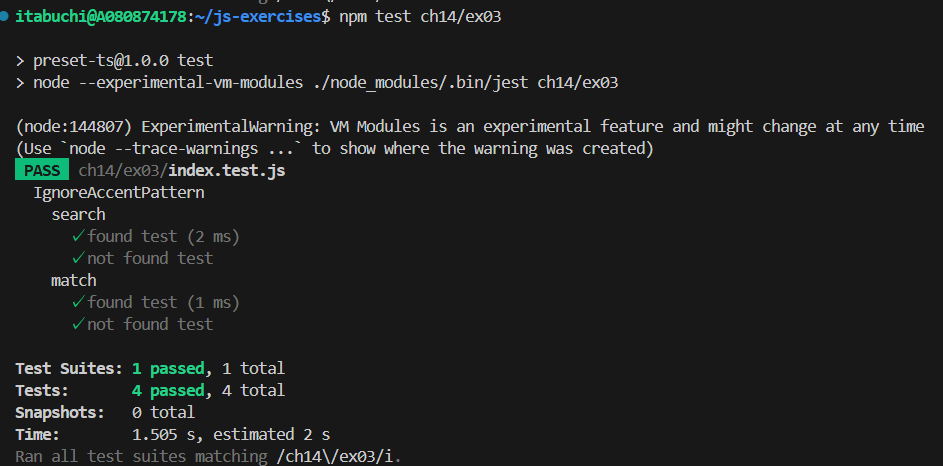 itabuchi@A080874178:~/js-exercises$ npm test ch14/ex03
> preset-ts@1.0.0 test
> node --experimental-vm-modules ./node_modules/.bin/jest ch14/ex03
(node:144807) ExperimentalWarning: VM Modules is an experimental feature and might change at any time
(Use `node --trace-warnings ...` to show where the warning was created)
PASS ch14/ex03/index.test.js
IgnoreAccentPattern
search
✓found test (2 ms)
✓not found test
match
✓found test (1 ms)
✓not found test
Test Suites: 1 passed, 1 total
Tests: 4 passed, 4 total
Snapshots: 0 total
Time: 1.505 s, estimated 2 s
Ran all test suites matching /ch14\/ex03/i.